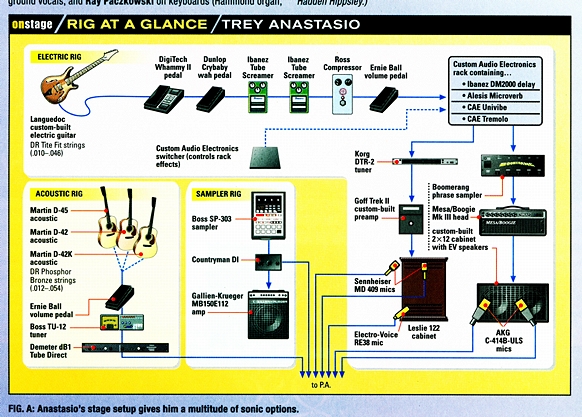 ground vocals, and Ray Paczkowski on keyboards (Hammond organ,
Hadden Hippsley.)
onstage/RIG AT A GLANCE/TREY ANASTASIO
ELECTRIC RIG
Languedoc
custom-built
electric guitar
DR Tite Fit strings
(.010–.046)
DigiTech
Whammy II
pedal
Dunlop
Crybaby
wah pedal
Ibanez
Tube
Screamer
Ibanez
Tube
Screamer
Ross
Compressor
Ernie Ball
volume pedal
Custom Audio Electronics
rack containing...
• Ibanez DM2000 delay
• Alesis Microverb
• CAE Univibe
• CAE Tremolo
Custom Audio Electronics
switcher (controls rack
effects)
Korg
DTR-2
tuner
Goff Trek II
custom-built
preamp
Sennheiser
MD 409 mics
Electro-Voice
RE38 mic
Leslie 122
cabinet
Boomerang
phrase sampler
Mesa/Boogie
Mk III head
MESA/BOOGIE
custom-built
2×12 cabinet
with EV speakers
AKG
C-414B-ULS
mics
ACOUSTIC RIG
Martin D-45
acoustic
Martin D-42
acoustic
Martin D-42K
acoustic
DR Phosphor
Bronze strings
(.012–.054)
Ernie Ball
volume pedal
Boss TU-12
tuner
Demeter dB1
Tube Direct
SAMPLER RIG
Boss SP-303
sampler
Countryman DI
Gallien-Krueger
MB150E112
amp
to P.A.
FIG. A: Anastasio's stage setup gives him a multitude of sonic options.